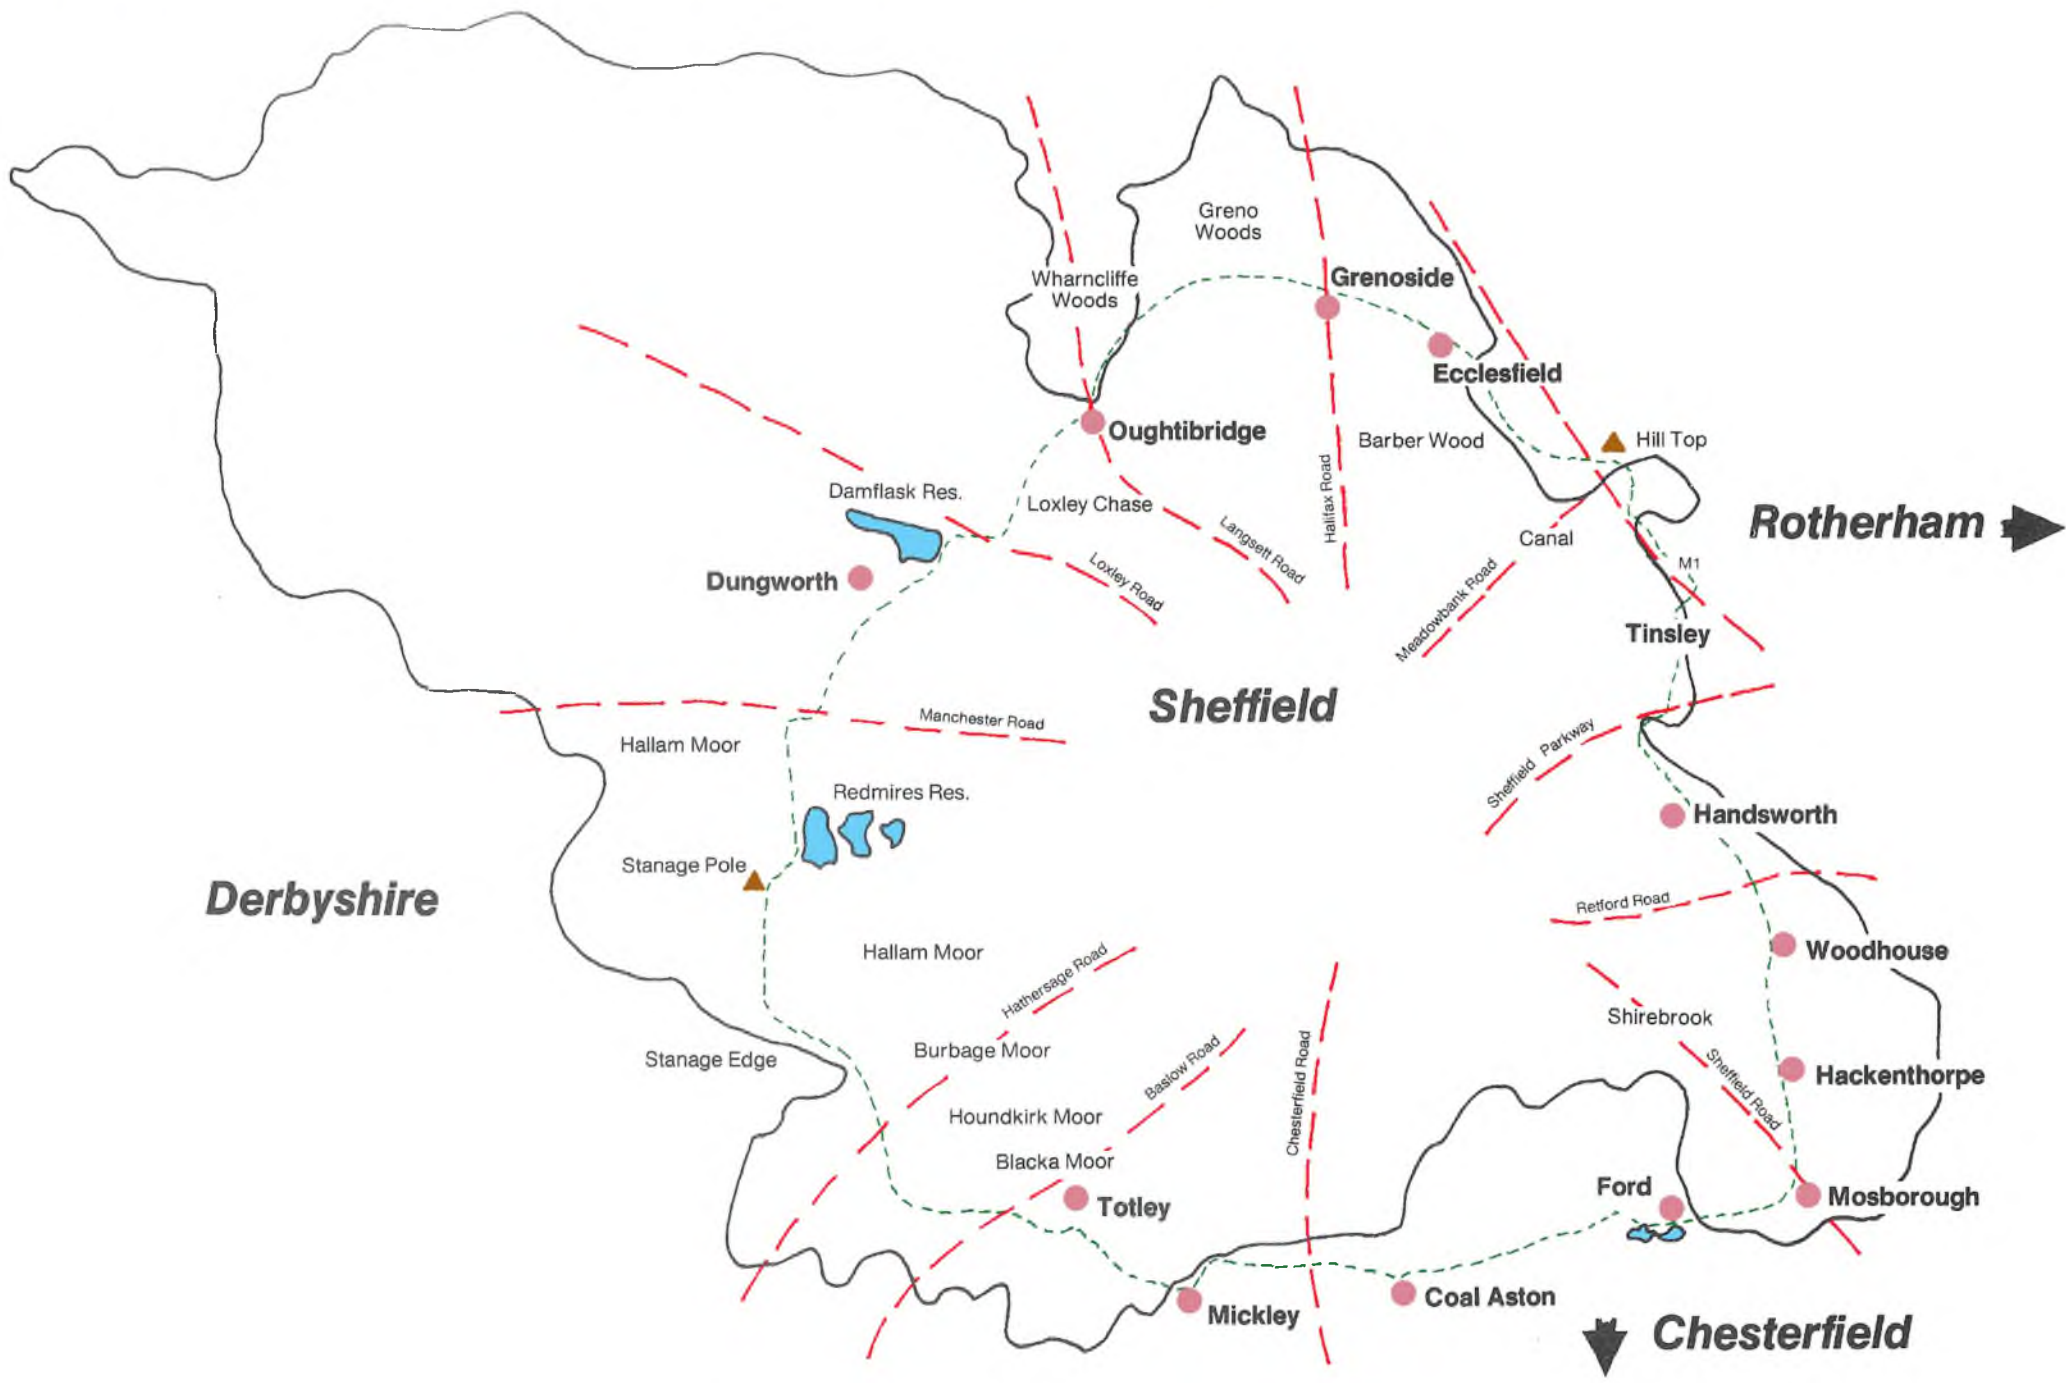 Greno
Woods
Wharncliffe
Woods
Grenoside
Ecclesfield
Oughtibridge
Barber Wood
Hill Top
Damflask Res.
Loxley Chase
Halifax Road
Langsett Road
Rotherham
Canal
Dungworth
Loxley Road
M1
Meadowbank Road
Tinsley
Sheffield
Manchester Road
Hallam Moor
Sheffield Parkway
Redmires Res.
Handsworth
Stanage Pole
Derbyshire
Retford Road
Hallam Moor
Woodhouse
Hathersage Road
Shirebrook
Burbage Moor
Stanage Edge
Baslow Road
Chesterfield Road
Sheffield Road
Hackenthorpe
Houndkirk Moor
Blacka Moor
Ford
Mosborough
Totley
Coal Aston
Mickley
Chesterfield